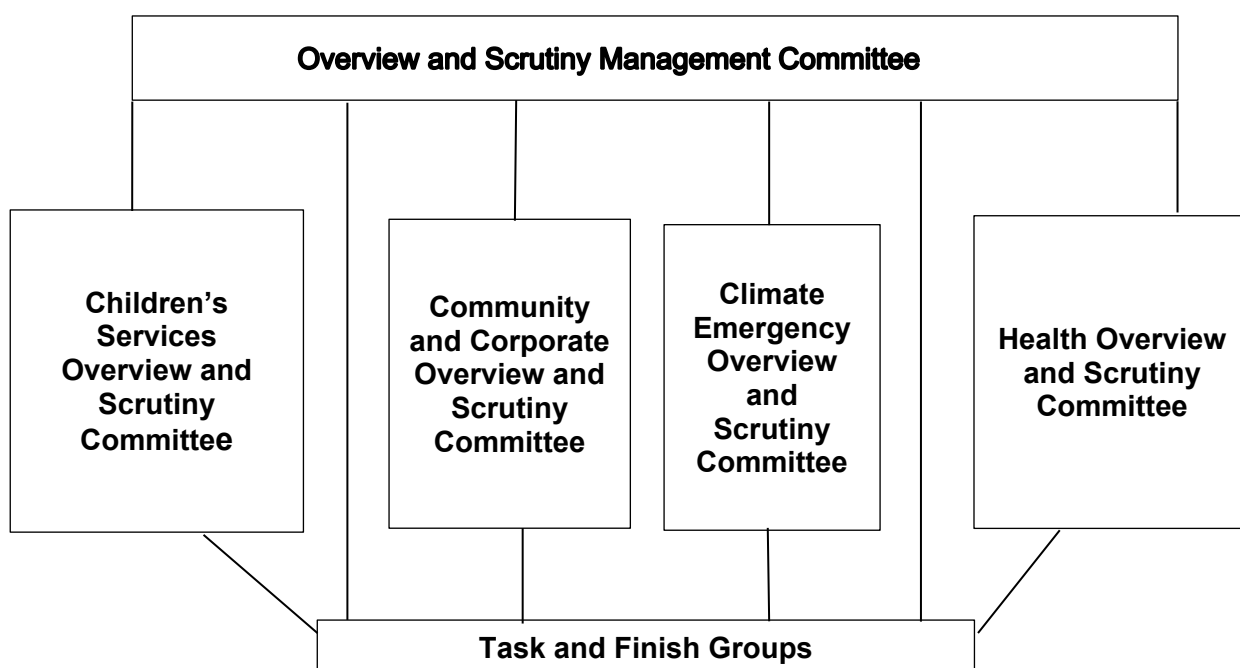 Overview and Scrutiny Management Committee
Children’s
Services
Overview and
Scrutiny
Committee
Community
and Corporate
Overview and
Scrutiny
Committee
Climate
Emergency
Overview
and
Scrutiny
Committee
Health Overview
and Scrutiny
Committee
Task and Finish Groups